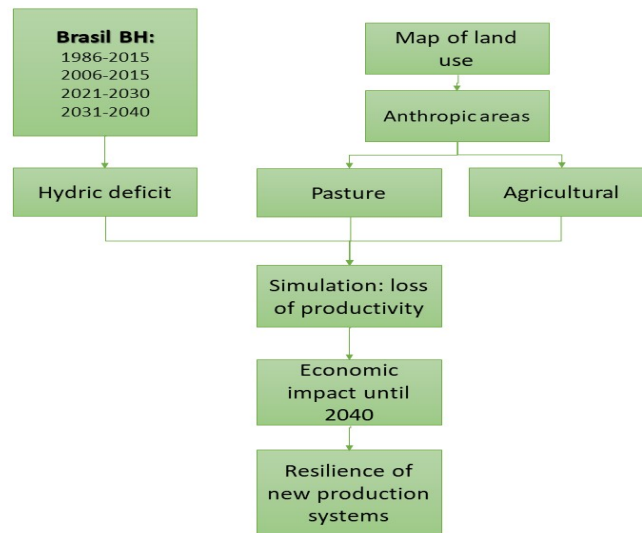 Brasil BH:
1986-2015
2006-2015
2021-2030
2031-2040
Map of land
use
Anthropic areas
Hydric deficit
Pasture
Agricultural
Simulation: loss
of productivity
Economic
impact until
2040
Resilience of
new production
systems